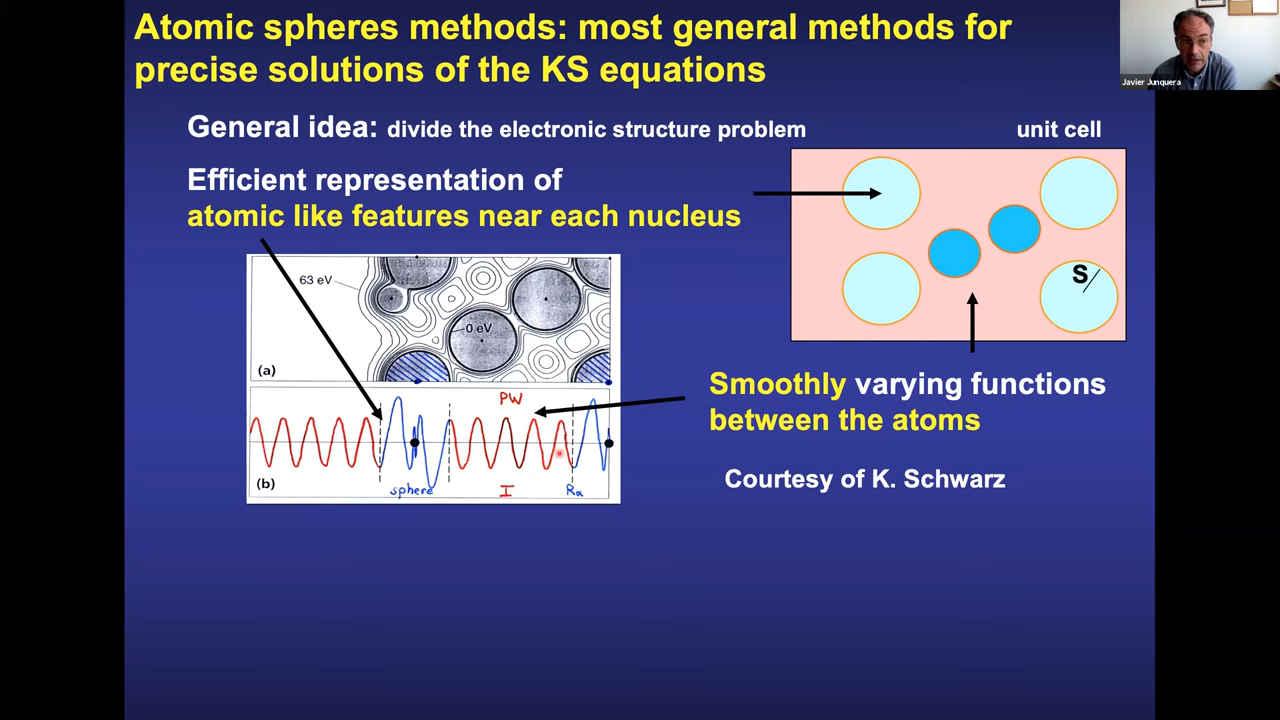 Atomic spheres methods: most general methods for
precise solutions of the KS equations
Javier Junquera
General idea: divide the electronic structure problem
unit cell
Efficient representation of
atomic like features near each nucleus
S
63 eV
0 eV
(a)
Smoothly varying functions
between the atoms
PW
(b)
sphere
I
Rα
Courtesy of K. Schwarz